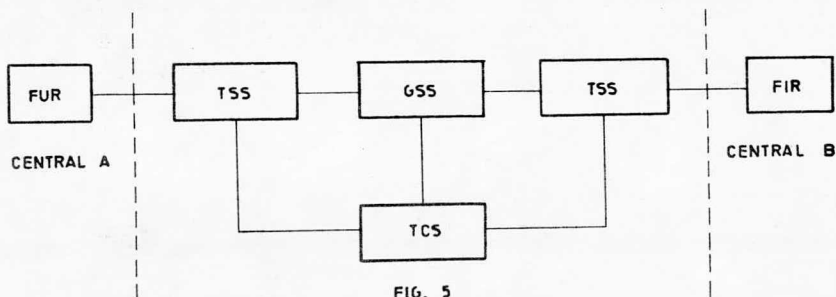 FUR
TSS
GSS
TSS
FIR
CENTRAL A
CENTRAL B
TCS
FIG. 5